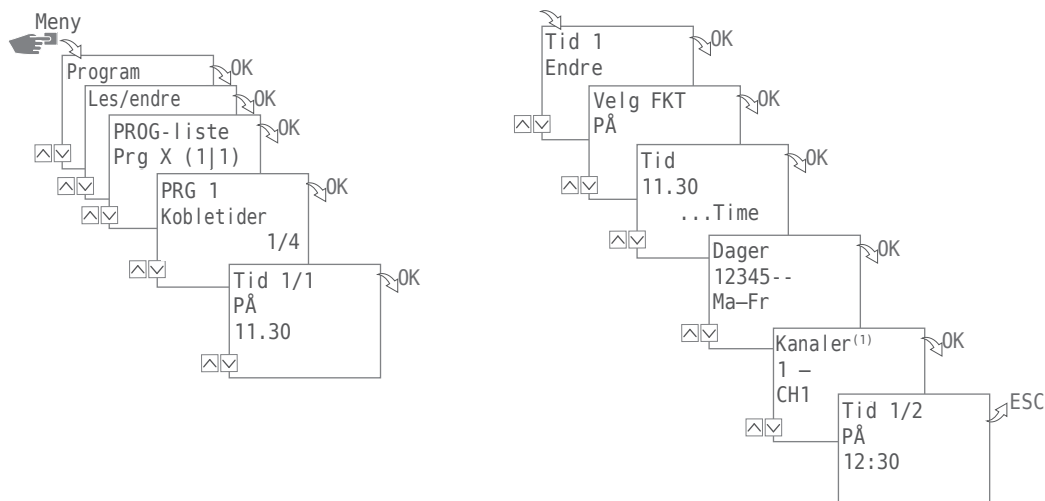 Meny
Program
OK
Les/endre
OK
PROG-liste
Prg X (1|1)
OK
PRG 1
Kobletider
1/4
OK
Tid 1/1
PÅ
11.30
OK
Tid 1
Endre
OK
Velg FKT
PÅ
OK
Tid
11.30
...Time
OK
Dager
12345--
Ma–Fr
OK
Kanaler(1)
1 –
CH1
OK
Tid 1/2
PÅ
12:30
ESC